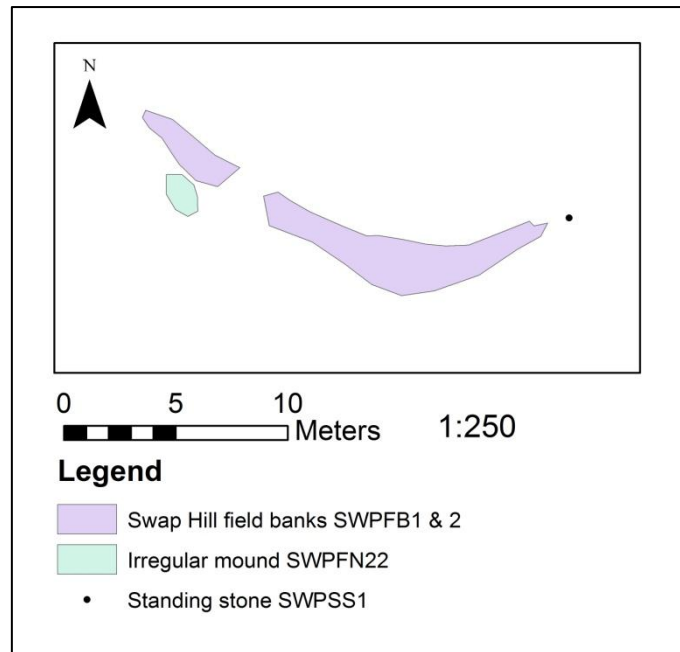 N
0 5 10
Meters 1:250
Legend
Swap Hill field banks SWPFB1 & 2
Irregular mound SWPFN22
Standing stone SWPSS1